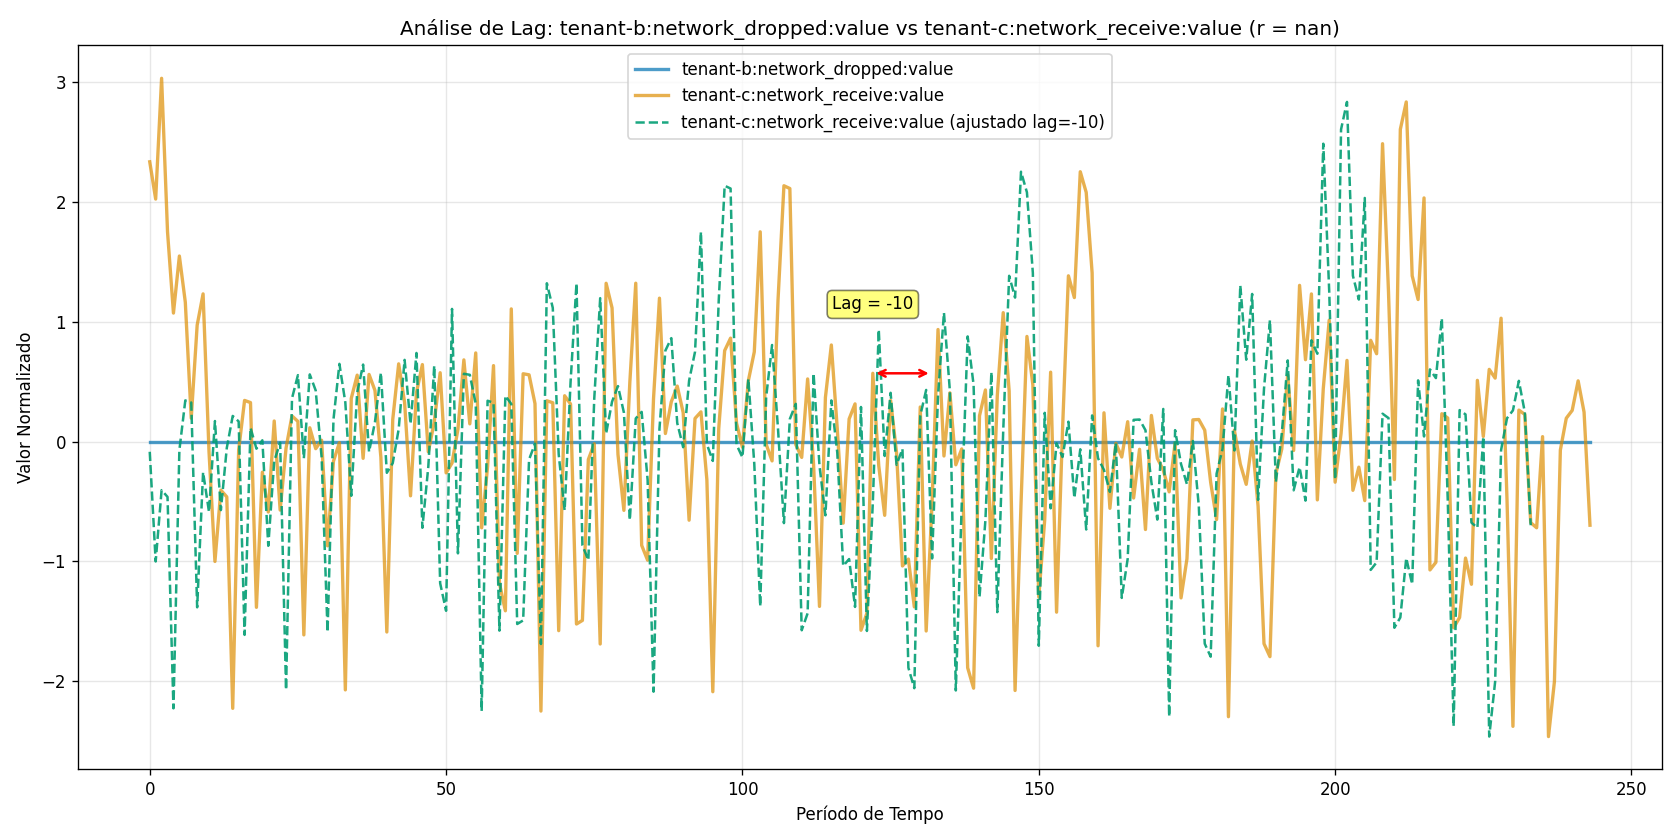 Análise de Lag: tenant-b:network_dropped:value vs tenant-c:network_receive:value (r = nan)
tenant-b:network_dropped:value
tenant-c:network_receive:value
tenant-c:network_receive:value (ajustado lag=-10)
Lag = -10
Valor Normalizado
3
2
1
0
−1
−2
0
50
100
150
200
250
Período de Tempo